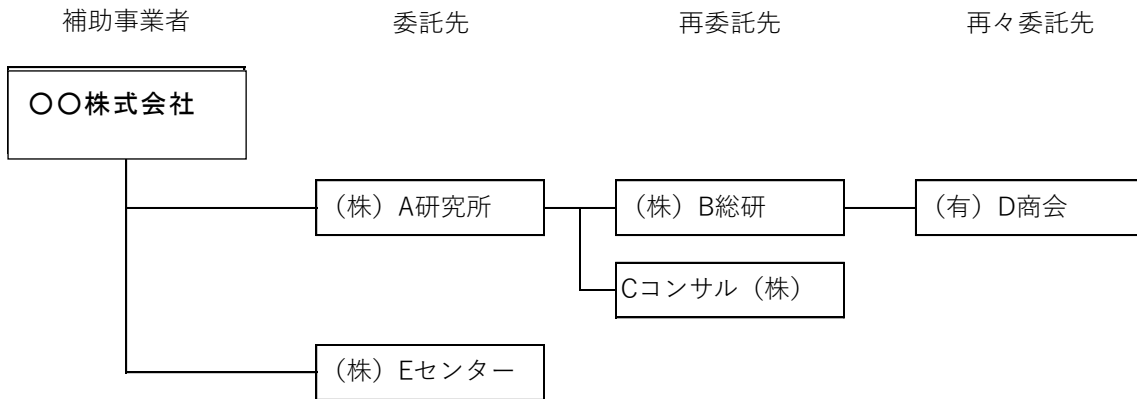 補助事業者 委託先 再委託先 再々委託先
〇〇株式会社
（株）A研究所 （株）B総研 （有）D商会
Cコンサル（株）
（株）Eセンター